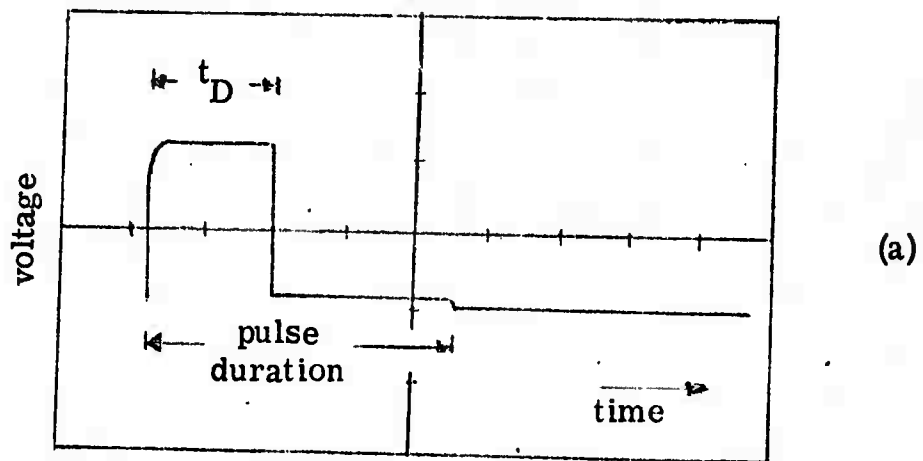 t_D
voltage
(a)
pulse
duration
time